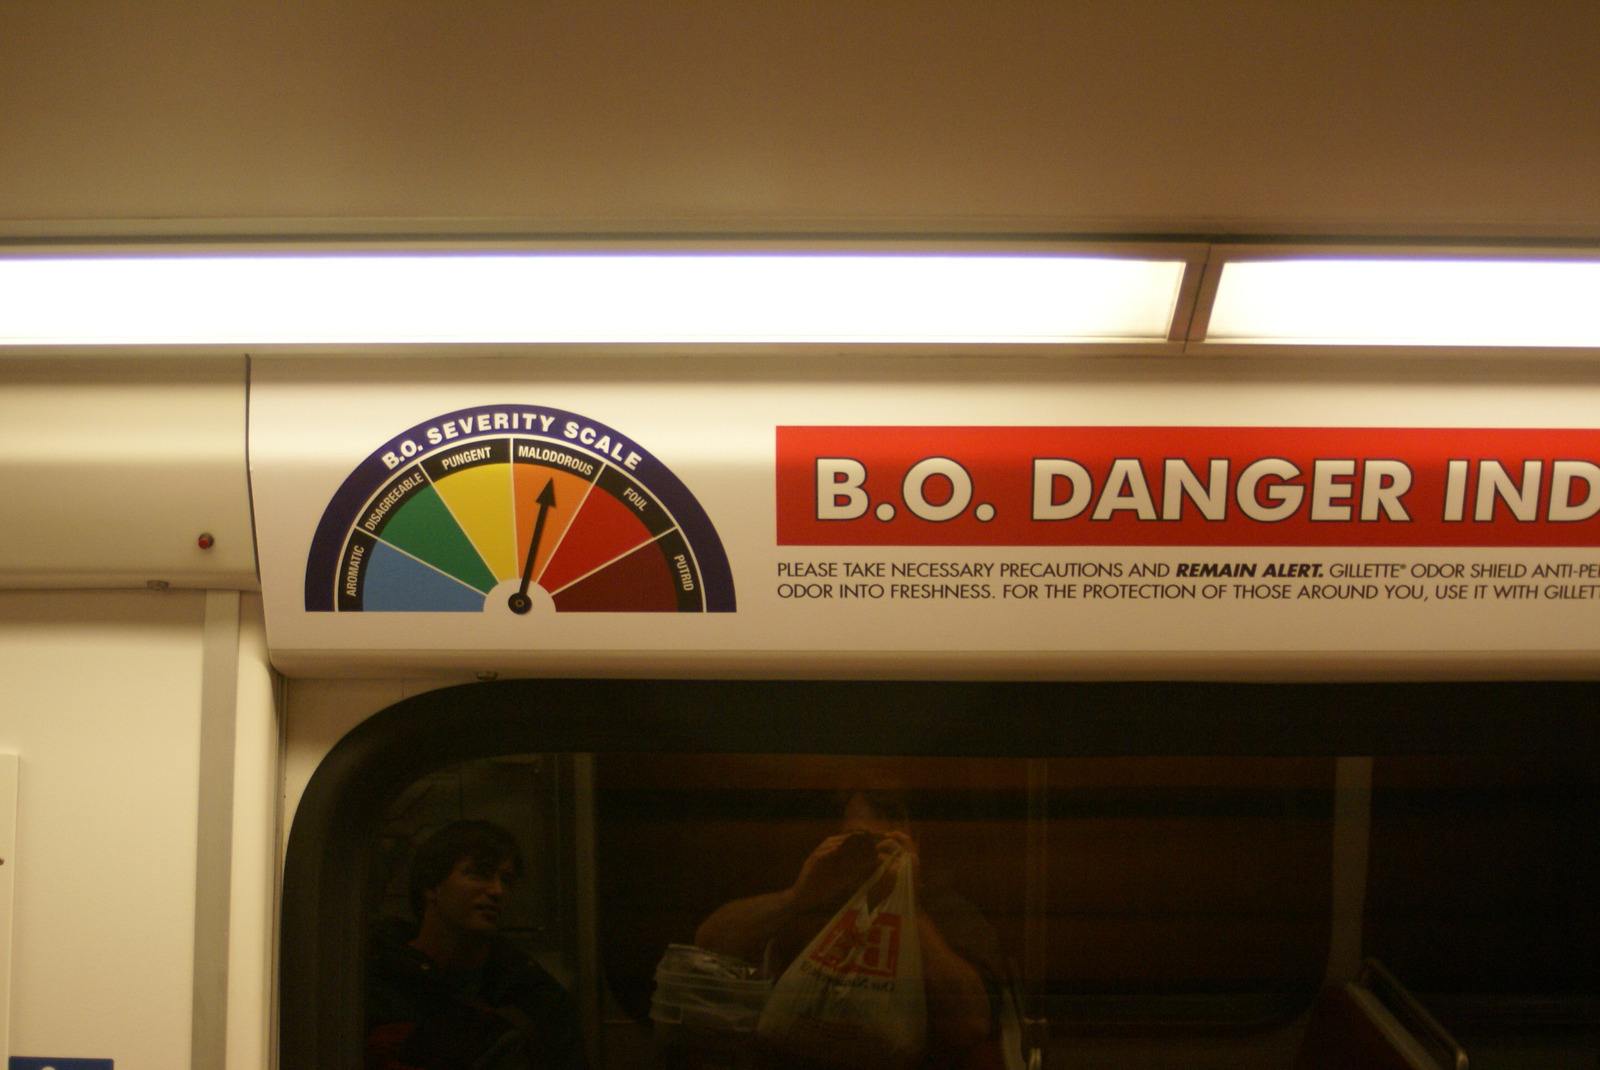 B.O. SEVERITY SCALE
AROMATIC
DISAGREEABLE
PUNGENT
MALODOROUS
FOUL
PUTRID
B.O. DANGER IND
PLEASE TAKE NECESSARY PRECAUTIONS AND REMAIN ALERT. GILLETTE® ODOR SHIELD ANTI-PE
ODOR INTO FRESHNESS. FOR THE PROTECTION OF THOSE AROUND YOU, USE IT WITH GILLET